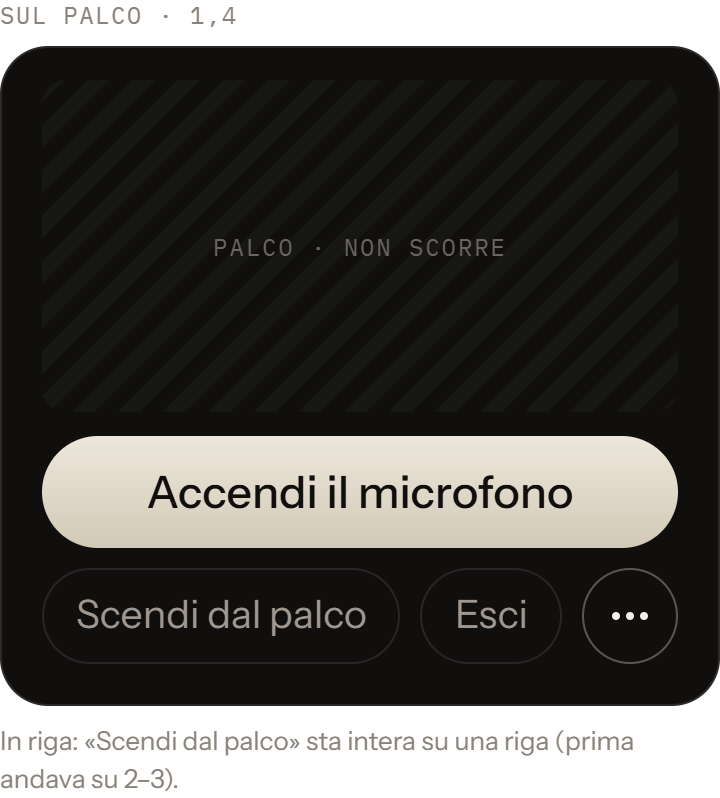 SUL PALCO · 1,4
PALCO · NON SCORRE
Accendi il microfono
Scendi dal palco
Esci
•••
In riga: «Scendi dal palco» sta intera su una riga (prima
andava su 2–3).